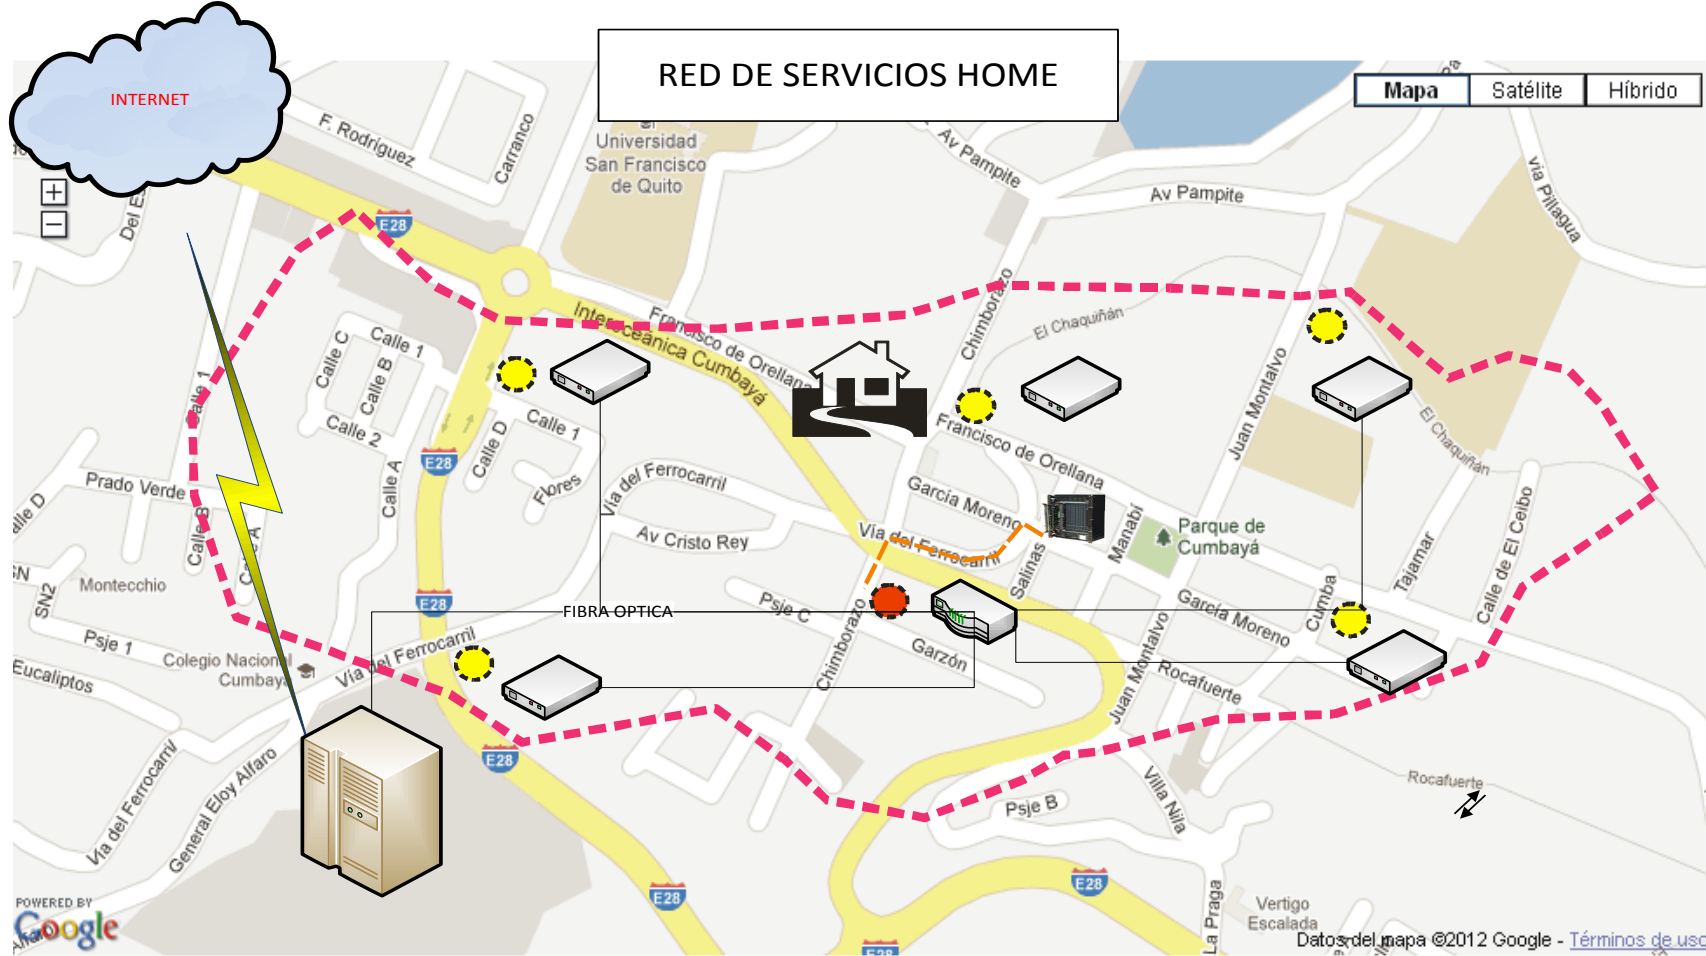 RED DE SERVICIOS HOME
INTERNET
Mapa
Satélite
Híbrido
F. Rodríguez
Carranco
Universidad
San Francisco
de Quito
Av Pampite
Av Pampite
vía Pillagua
E28
Interoceánica Cumbayá
Francisco de Orellana
Chimborazo
El Chaquiñán
Juan Montalvo
Calle C
Calle 1
Calle B
Calle 2
Calle 1
Calle 1
Calle D
Calle A
E28
Flores
Vía del Ferrocarril
Francisco de Orellana
El Chaquiñán
Prado Verde
Calle B
García Moreno
Manabí
Parque de
Cumbayá
Av Cristo Rey
Vía del Ferrocarril
Salinas
Tajamar
Calle de El Ceibo
SN2
Montecchio
E28
FIBRA OPTICA
Psje C
Chimborazo
Garzón
García Moreno
Cumba
Psje 1
Colegio Nacional
Cumbayá
Vía del Ferrocarril
Juan Montalvo
Rocafuerte
Eucaliptos
E28
Vía del Ferrocarril
General Eloy Alfaro
Psje B
Villa Nila
Rocafuerte
E28
E28
E28
La Praga
Vertigo
Escalada
POWERED BY
Google
Datos del mapa ©2012 Google - Términos de uso